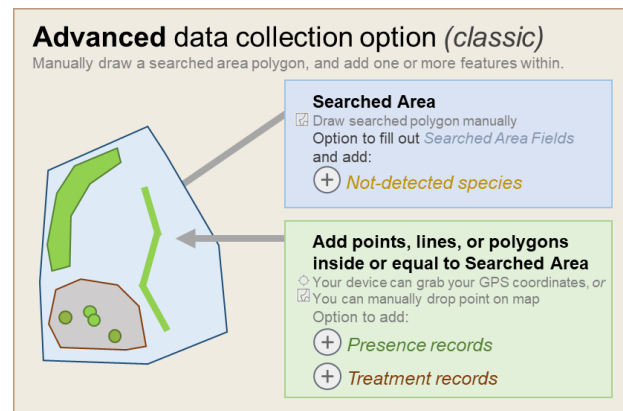 Advanced data collection option (classic)
Manually draw a searched area polygon, and add one or more features within.
Searched Area
Draw searched polygon manually
Option to fill out Searched Area Fields
and add:
Not-detected species
Add points, lines, or polygons
inside or equal to Searched Area
Your device can grab your GPS coordinates, or
You can manually drop point on map
Option to add:
Presence records
Treatment records